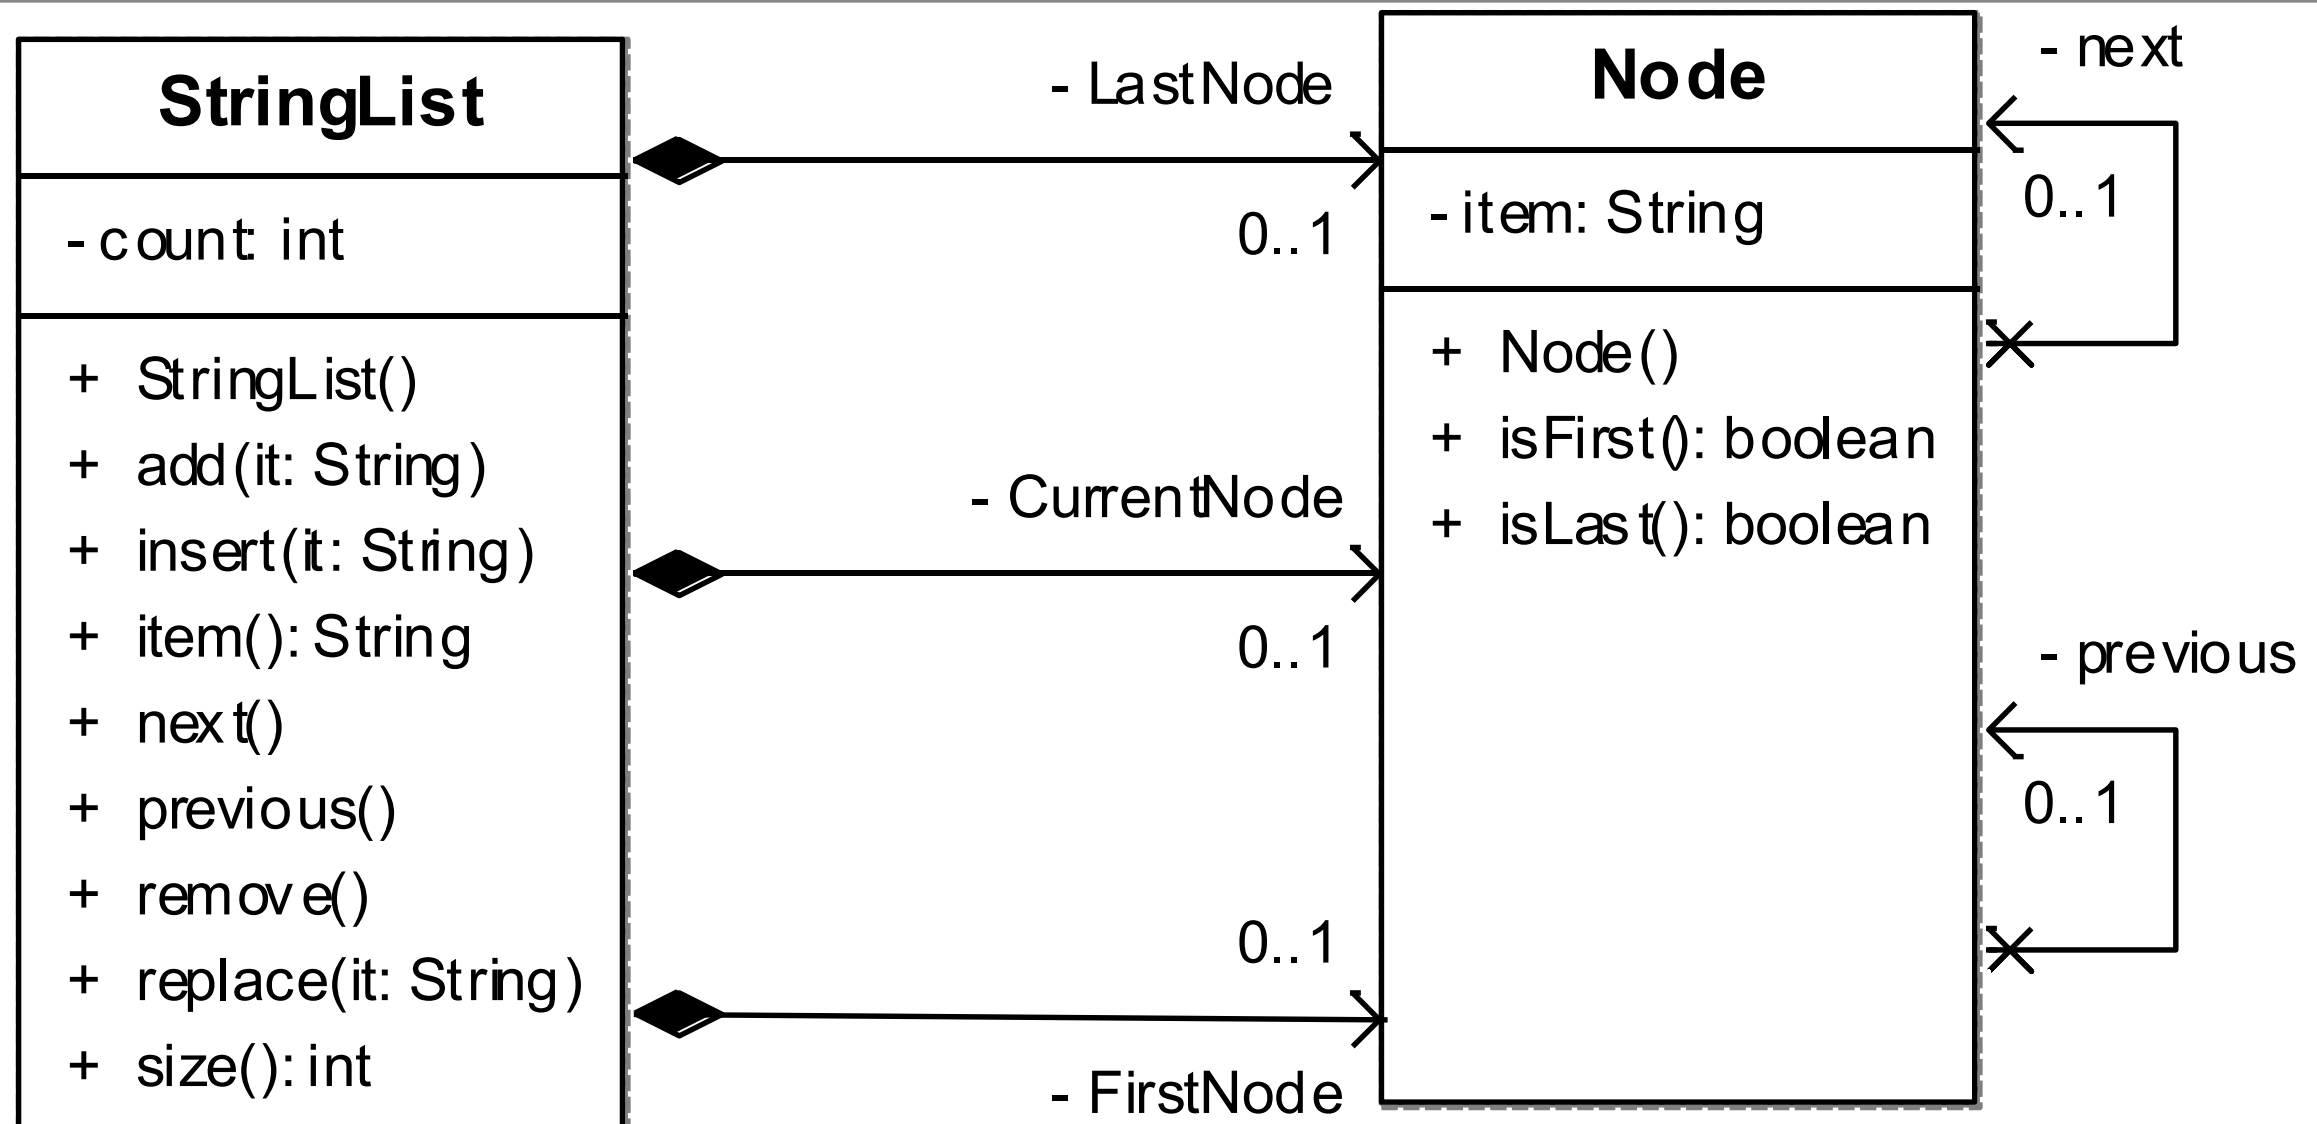 StringList
- count: int
+ StringList()
+ add(it: String)
+ insert(it: String)
+ item(): String
+ next()
+ previous()
+ remove()
+ replace(it: String)
+ size(): int
- LastNode
0..1
- CurrentNode
0..1
0..1
- FirstNode
Node
- item: String
+ Node()
+ isFirst(): boolean
+ isLast(): boolean
- next
0..1
- previous
0..1